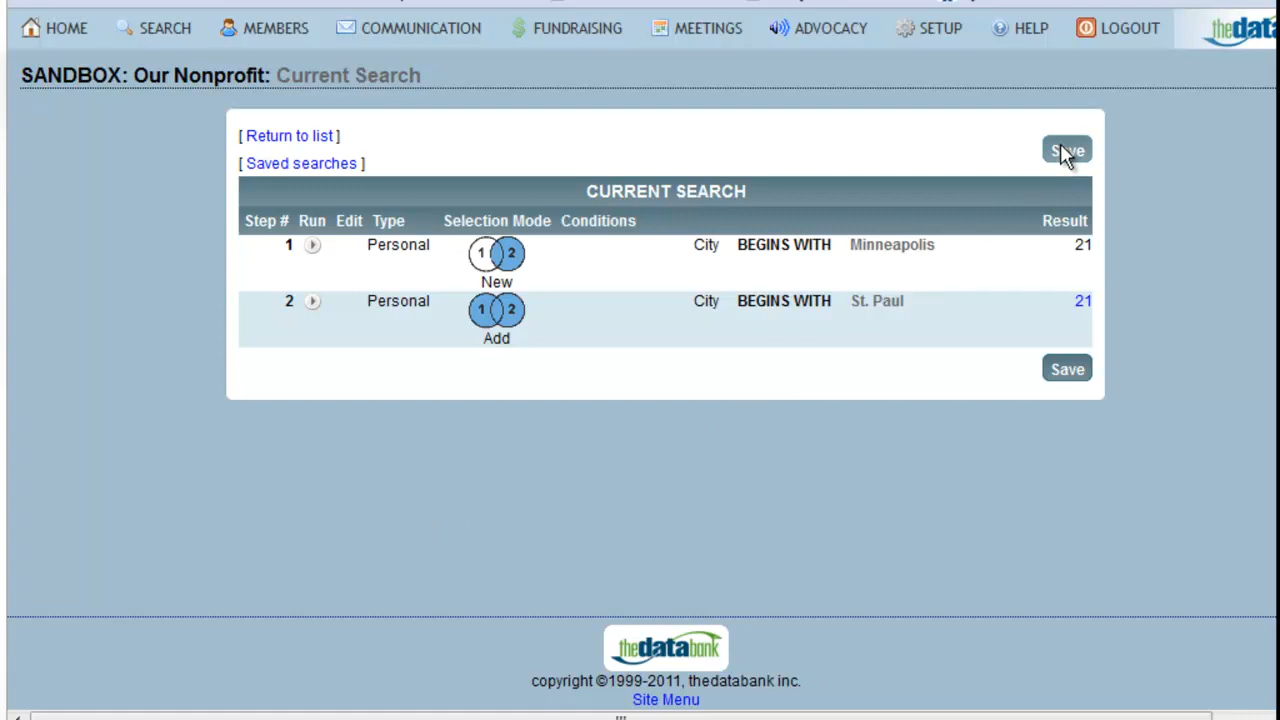 HOME SEARCH MEMBERS COMMUNICATION FUNDRAISING MEETINGS ADVOCACY SETUP HELP LOGOUT thedata
SANDBOX: Our Nonprofit: Current Search
[ Return to list ]
Save
[ Saved searches ]
CURRENT SEARCH
Step # Run Edit Type Selection Mode Conditions Result
1 Personal 1 2 City BEGINS WITH Minneapolis 21
New
2 Personal 1 2 City BEGINS WITH St. Paul 21
Add
Save
thedatabank
copyright ©1999-2011, thedatabank inc.
Site Menu